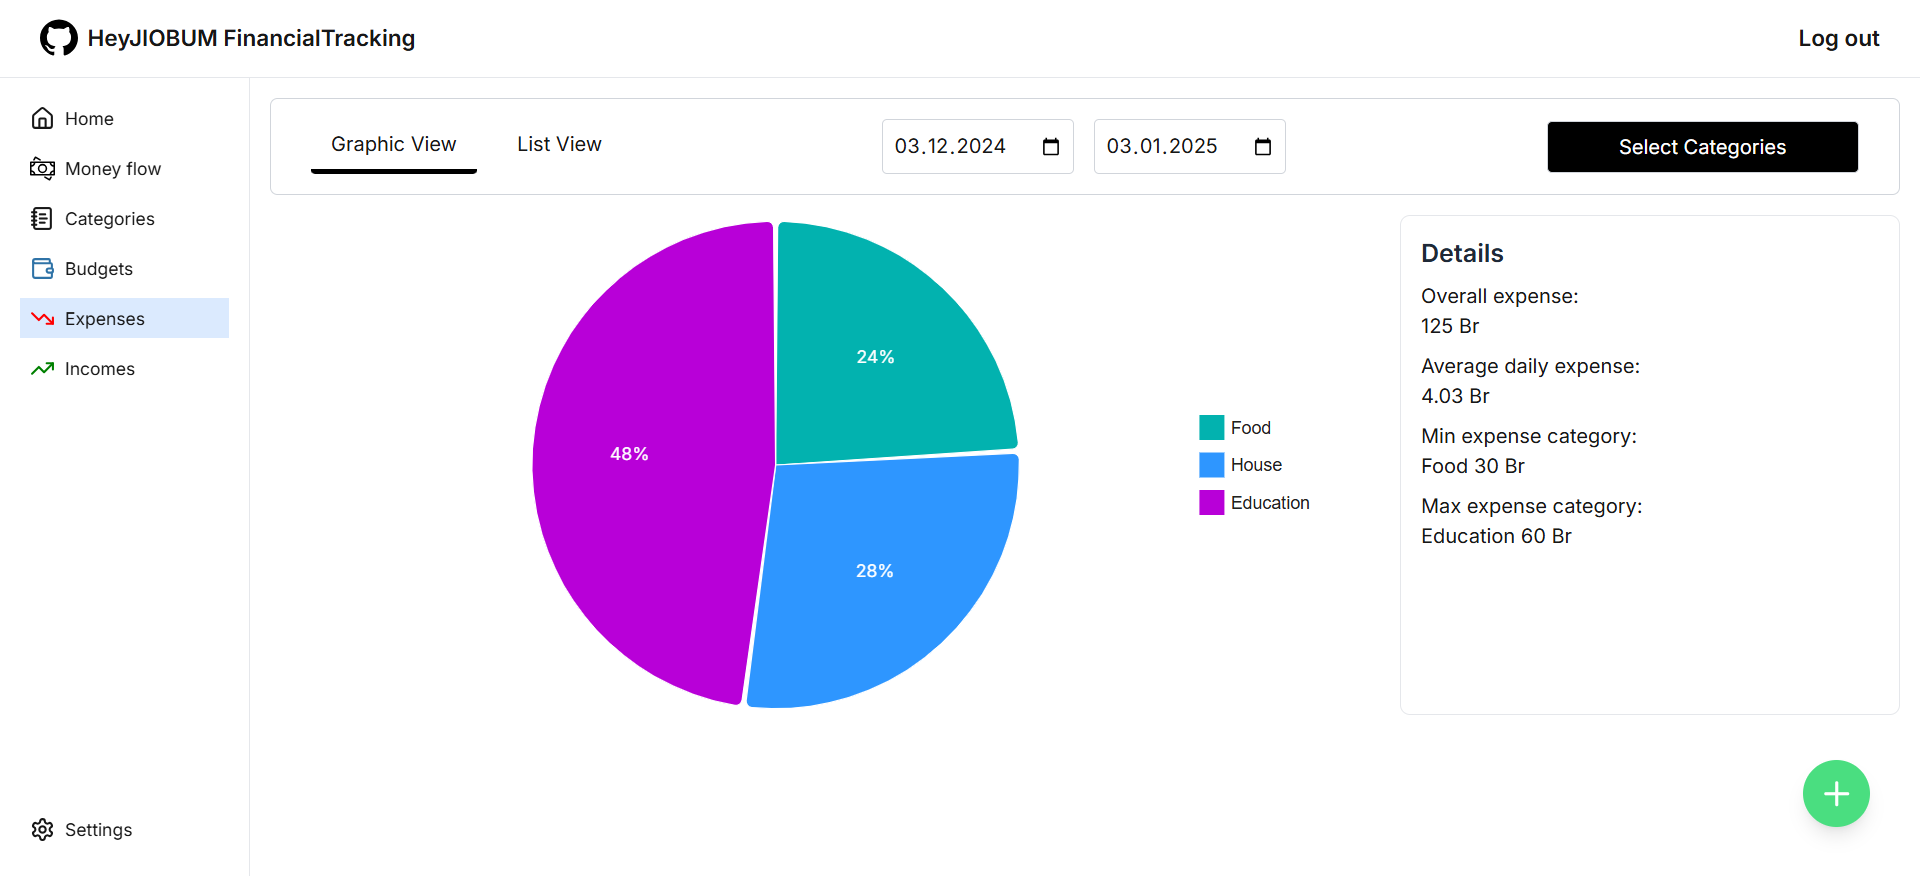 HeyJIOBUM FinancialTracking
Log out
Home
Money flow
Categories
Budgets
Expenses
Incomes
Settings
Graphic View
List View
03.12.2024
03.01.2025
Select Categories
24%
48%
28%
Food
House
Education
Details
Overall expense:
125 Br
Average daily expense:
4.03 Br
Min expense category:
Food 30 Br
Max expense category:
Education 60 Br